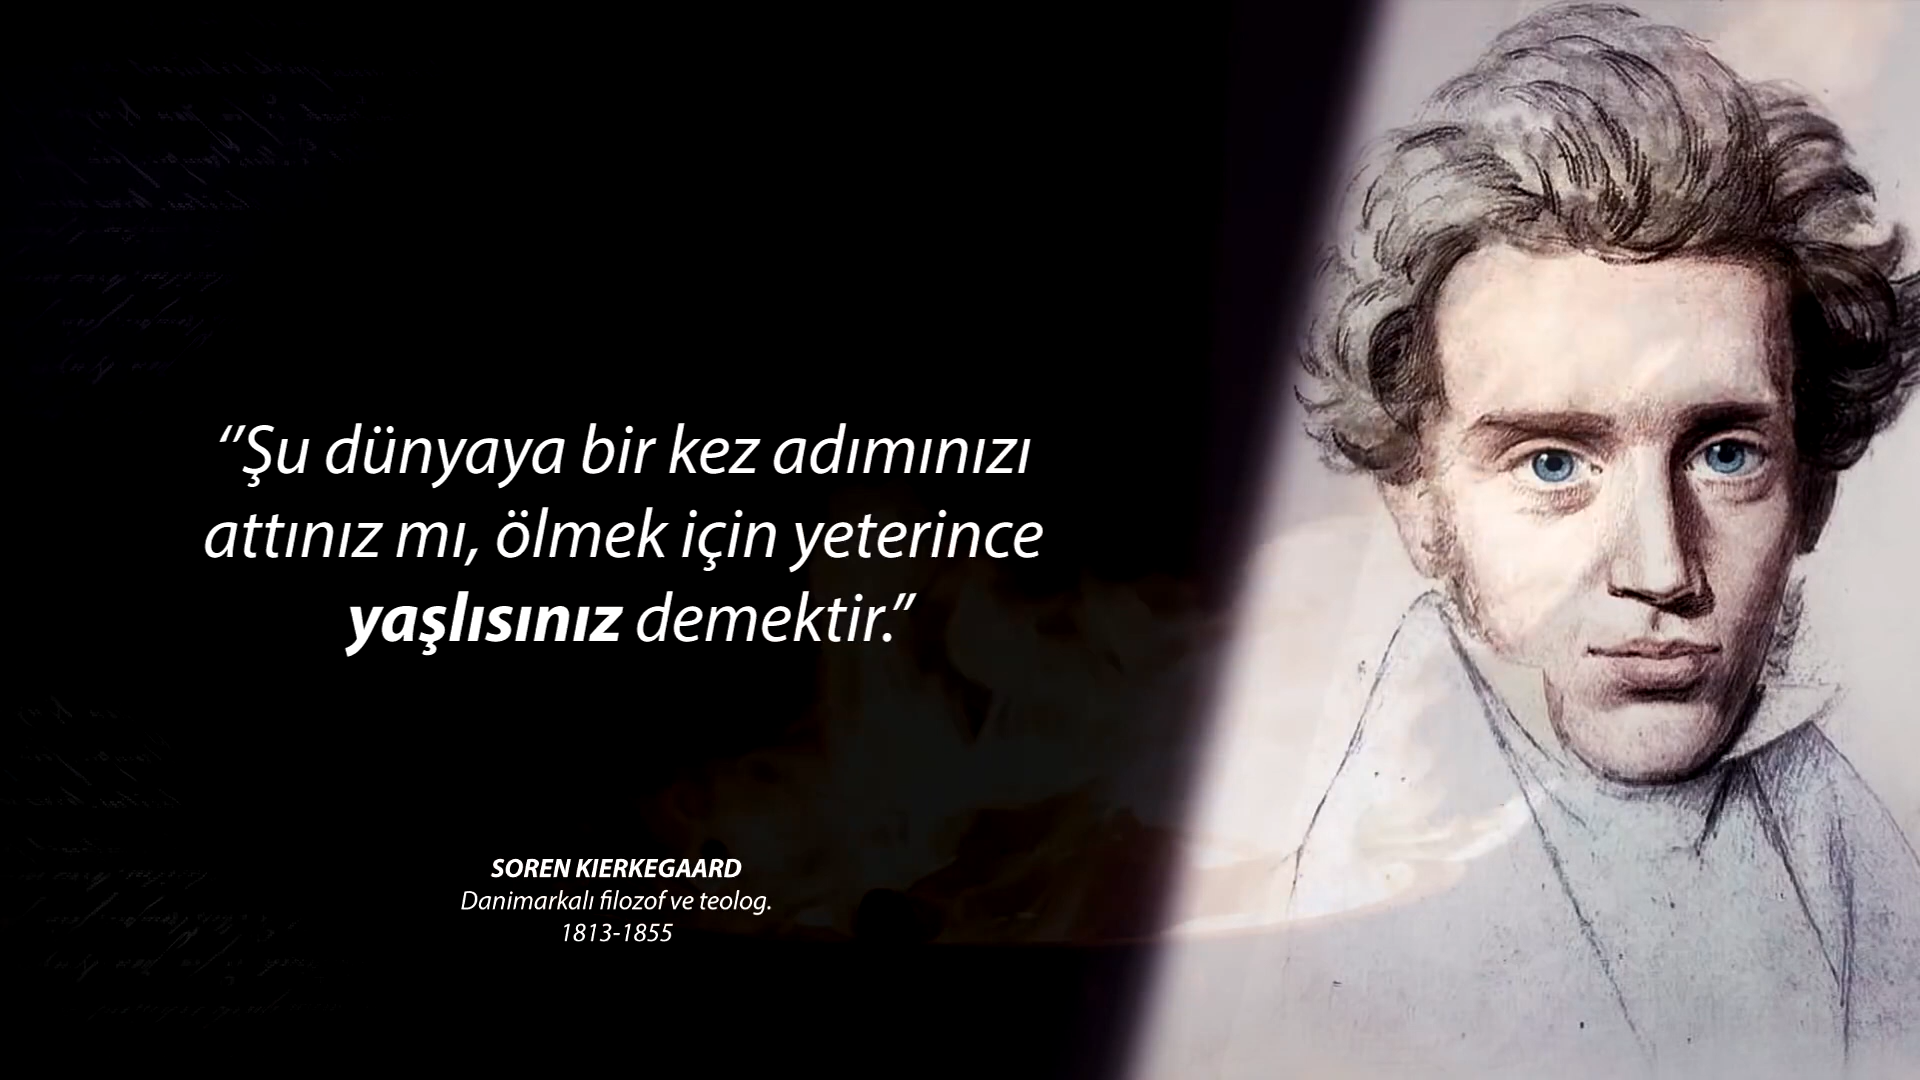 “Şu dünyaya bir kez adımınızı
attınız mı, ölmek için yeterince
yaşlısınız demektir.”
SOREN KIERKEGAARD
Danimarkalı filozof ve teolog.
1813-1855